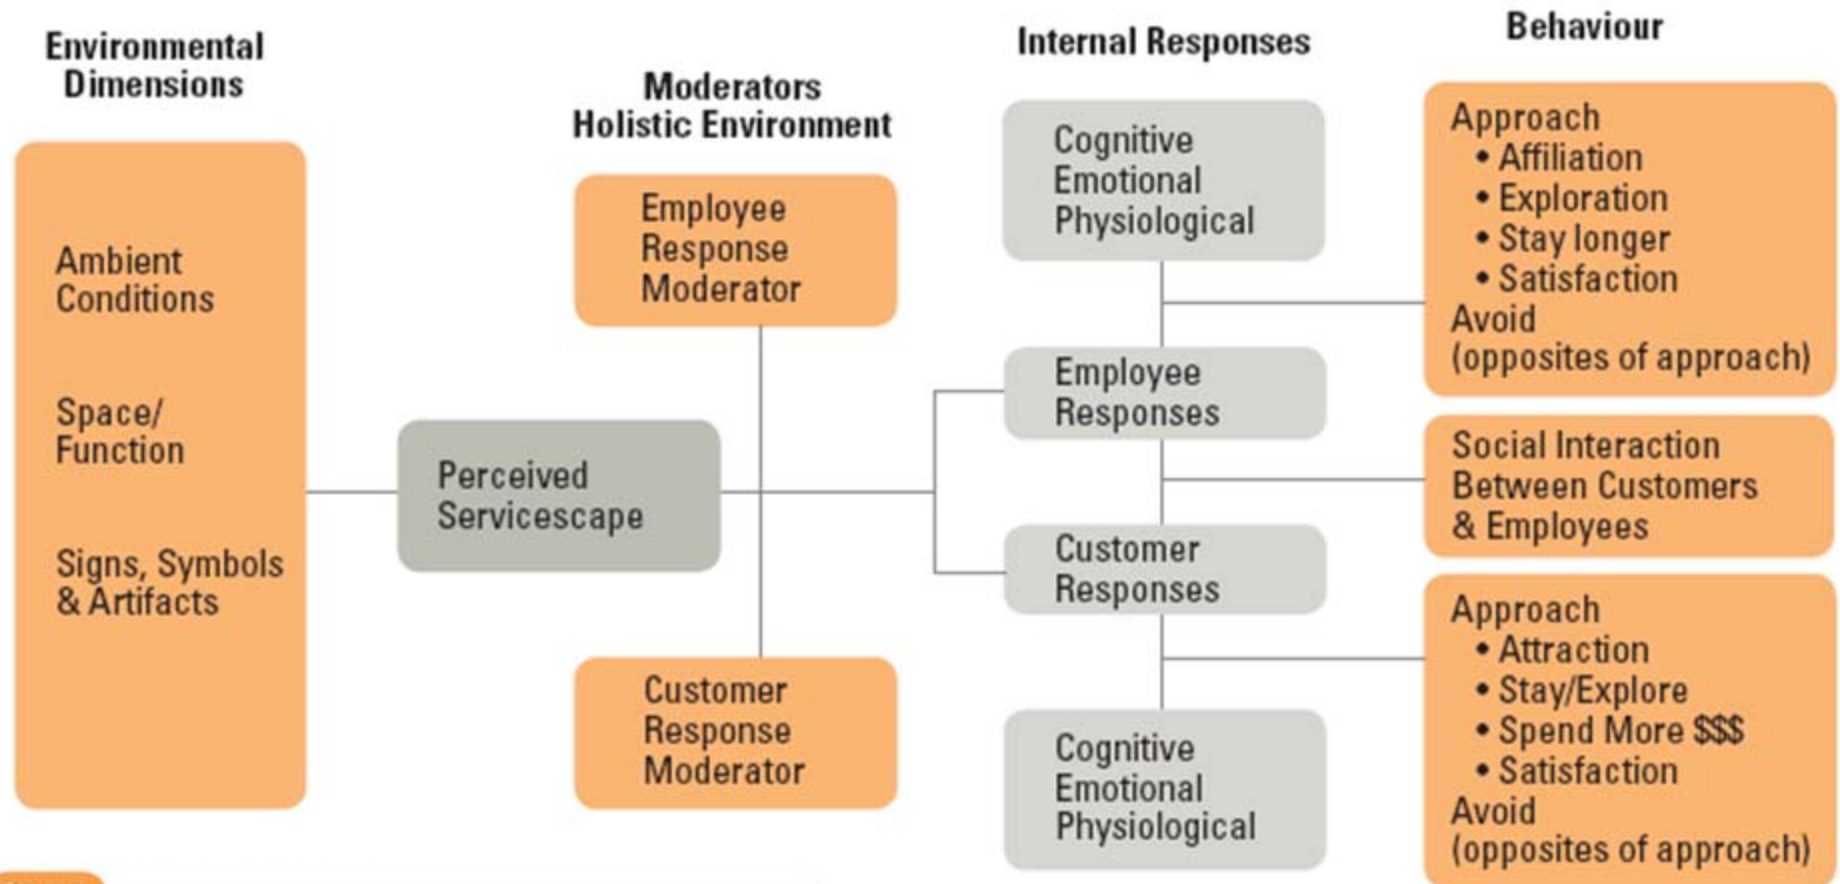 Environmental
Dimensions
Ambient
Conditions
Space/
Function
Signs, Symbols
& Artifacts
Perceived
Servicescape
Moderators
Holistic Environment
Employee
Response
Moderator
Customer
Response
Moderator
Internal Responses
Cognitive
Emotional
Physiological
Employee
Responses
Customer
Responses
Cognitive
Emotional
Physiological
Behaviour
Approach
• Affiliation
• Exploration
• Stay longer
• Satisfaction
Avoid
(opposites of approach)
Social Interaction
Between Customers
& Employees
Approach
• Attraction
• Stay/Explore
• Spend More $$$
• Satisfaction
Avoid
(opposites of approach)